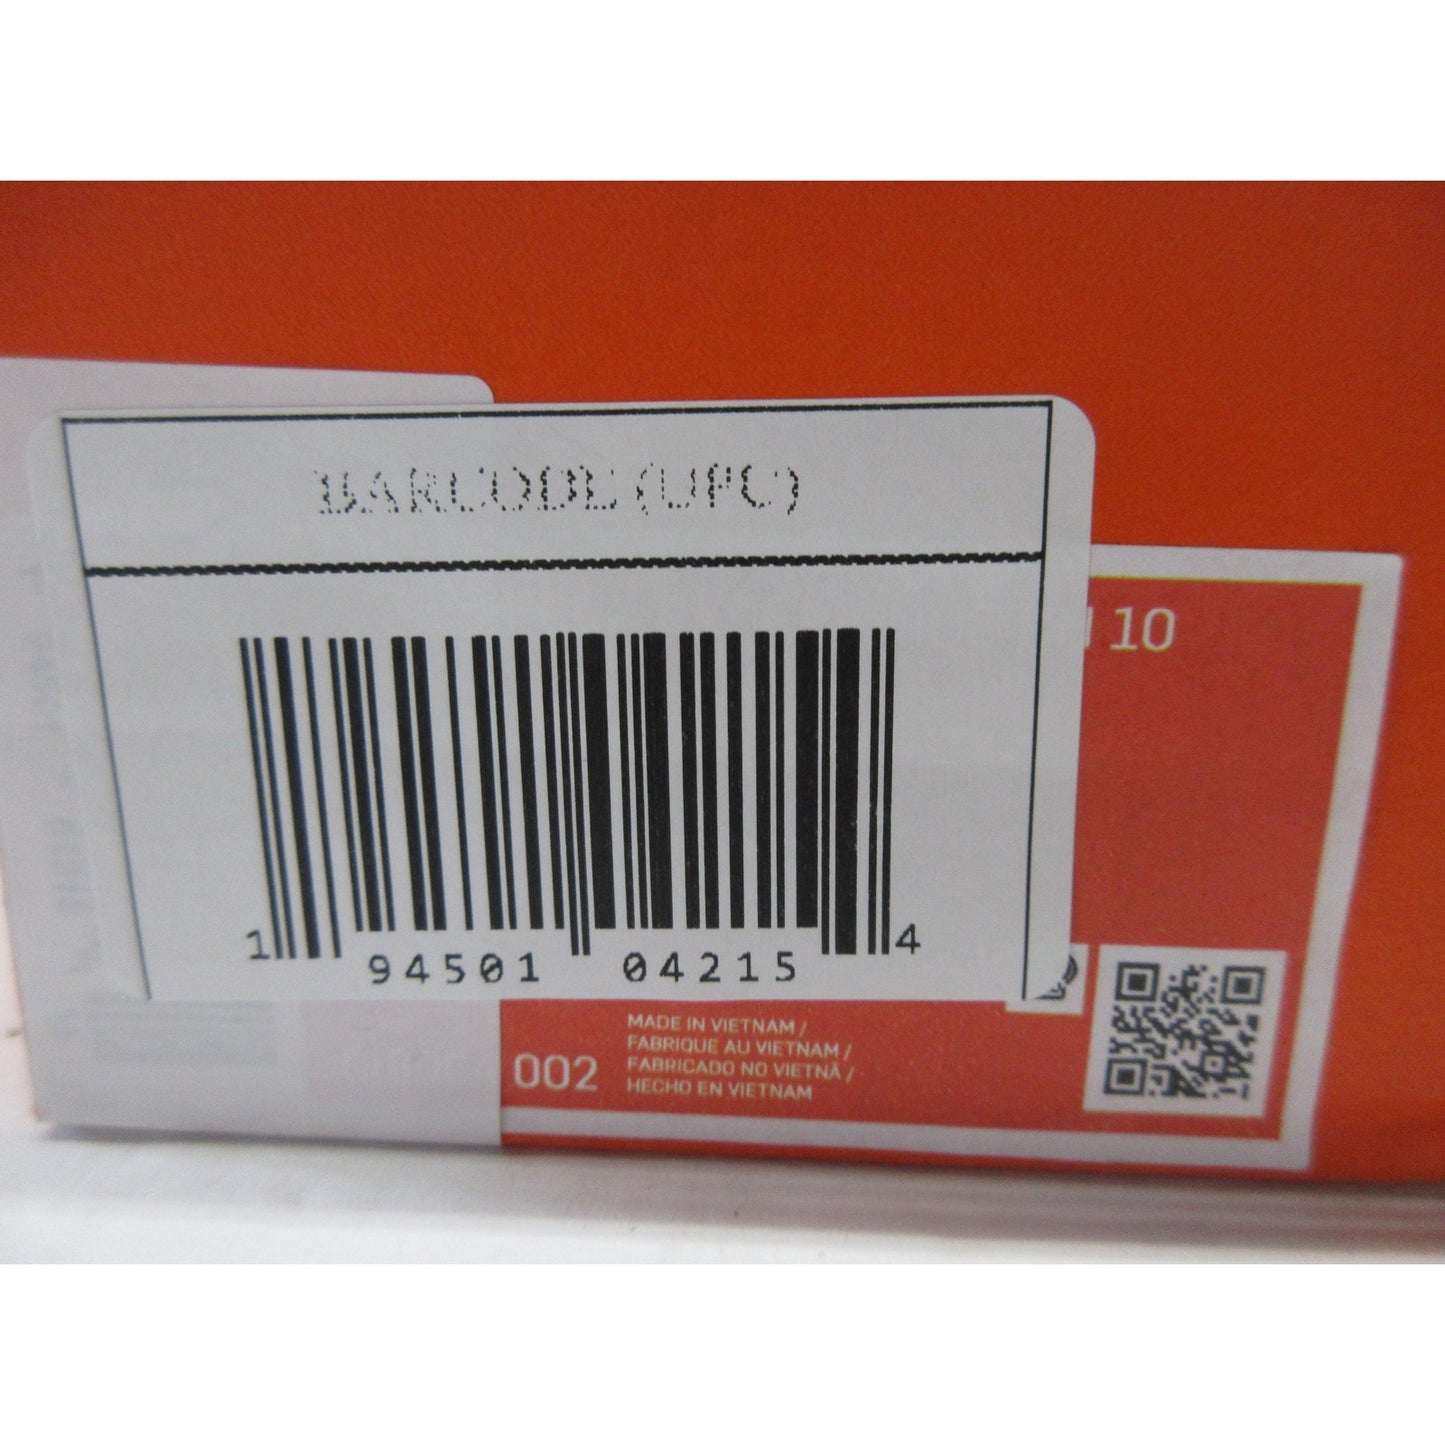 BARCODE (UPC)
10
1 94501 04215 4
002
MADE IN VIETNAM /
FABRIQUE AU VIETNAM /
FABRICADO NO VIETNÃ /
HECHO EN VIETNAM